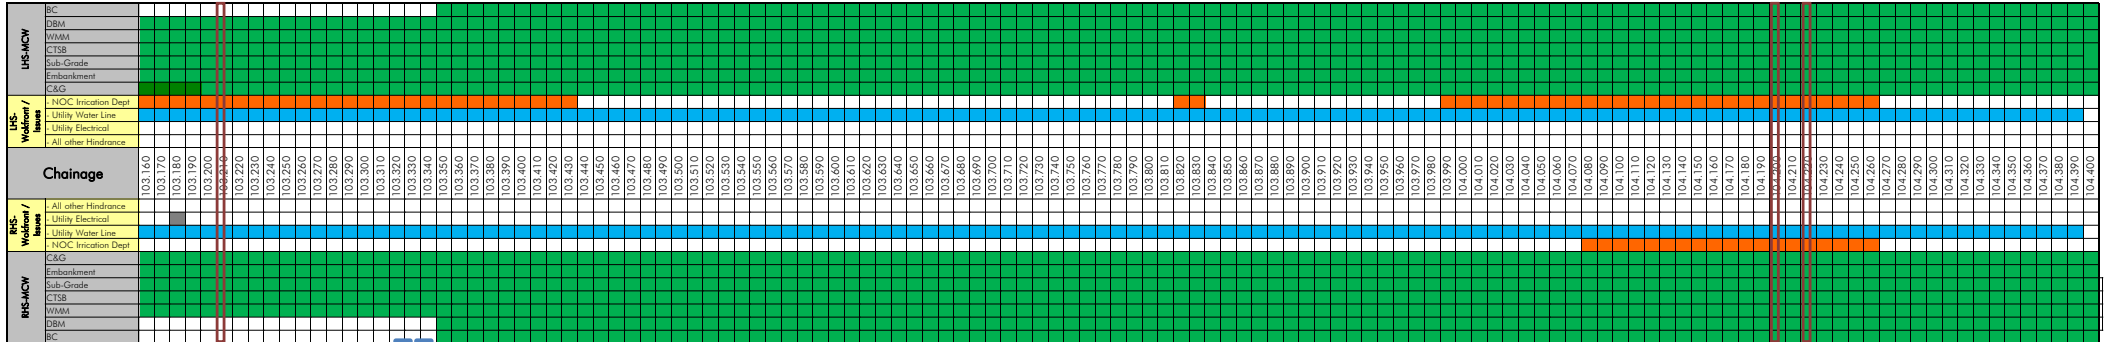 LHS-MCW
BC
DBM
WMM
CTSB
Sub-Grade
Embankment
C&G
LHS-
Wokfront /
Issues
- NOC Irrication Dept
- Utility Water Line
- Utility Electrical
- All other Hindrance
Chainage
103.160 103.170 103.180 103.190 103.200 103.210 103.220 103.230 103.240 103.250 103.260 103.270 103.280 103.290 103.300 103.310 103.320 103.330 103.340 103.350 103.360 103.370 103.380 103.390 103.400 103.410 103.420 103.430 103.440 103.450 103.460 103.470 103.480 103.490 103.500 103.510 103.520 103.530 103.540 103.550 103.560 103.570 103.580 103.590 103.600 103.610 103.620 103.630 103.640 103.650 103.660 103.670 103.680 103.690 103.700 103.710 103.720 103.730 103.740 103.750 103.760 103.770 103.780 103.790 103.800 103.810 103.820 103.830 103.840 103.850 103.860 103.870 103.880 103.890 103.900 103.910 103.920 103.930 103.940 103.950 103.960 103.970 103.980 103.990 104.000 104.010 104.020 104.030 104.040 104.050 104.060 104.070 104.080 104.090 104.100 104.110 104.120 104.130 104.140 104.150 104.160 104.170 104.180 104.190 104.200 104.210 104.220 104.230 104.240 104.250 104.260 104.270 104.280 104.290 104.300 104.310 104.320 104.330 104.340 104.350 104.360 104.370 104.380 104.390 104.400
RHS-
Wokfront /
Issues
- All other Hindrance
- Utility Electrical
- Utility Water Line
- NOC Irrication Dept
RHS-MCW
C&G
Embankment
Sub-Grade
CTSB
WMM
DBM
BC